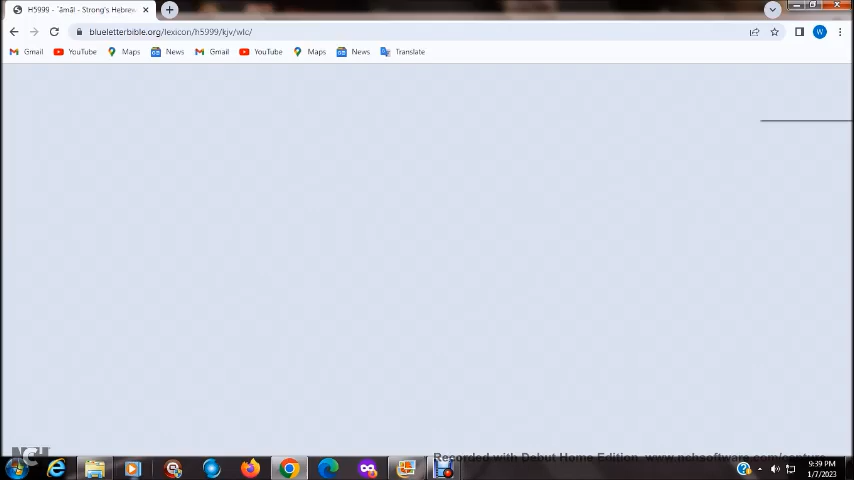 H5999 - ʿāmāl - Strong's Hebrew
blueletterbible.org/lexicon/h5999/kjv/wlc/
W
Gmail YouTube Maps News Gmail YouTube Maps News Translate
NCH
Recorded with Debut Home Edition. www.nchsoftware.com/capture
9:39 PM
1/7/2023